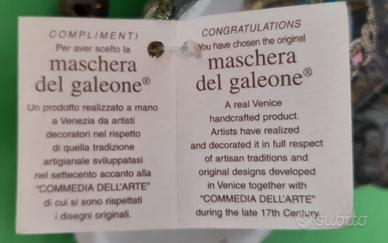 COMPLIMENTI
Per aver scelto la
maschera
del galeone®
Un prodotto realizzato a mano
a Venezia da artisti
decoratori nel rispetto
di quella tradizione
artigianale sviluppatasi
nel settecento accanto alla
"COMMEDIA DELL'ARTE"
di cui si sono rispettati
i disegni originali.
CONGRATULATIONS
You have chosen the original
maschera
del galeone®
A real Venice
handcrafted product.
Artists have realized
and decorated it in full respect
of artisan traditions and
original designs developed
in Venice together with
"COMMEDIA DELL'ARTE"
during the late 17th Century.
subito